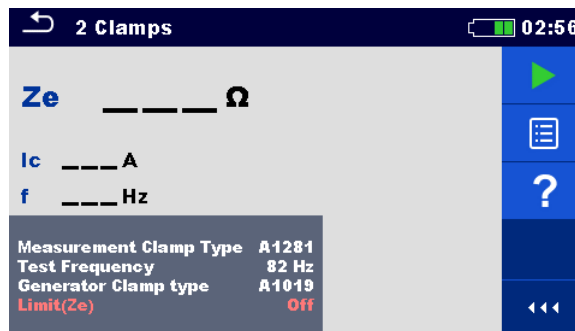 2 Clamps 02:56
Ze ___ Ω
Ic ___ A
f ___ Hz
?
Measurement Clamp Type A1281
Test Frequency 82 Hz
Generator Clamp type A1019
Limit(Ze) Off